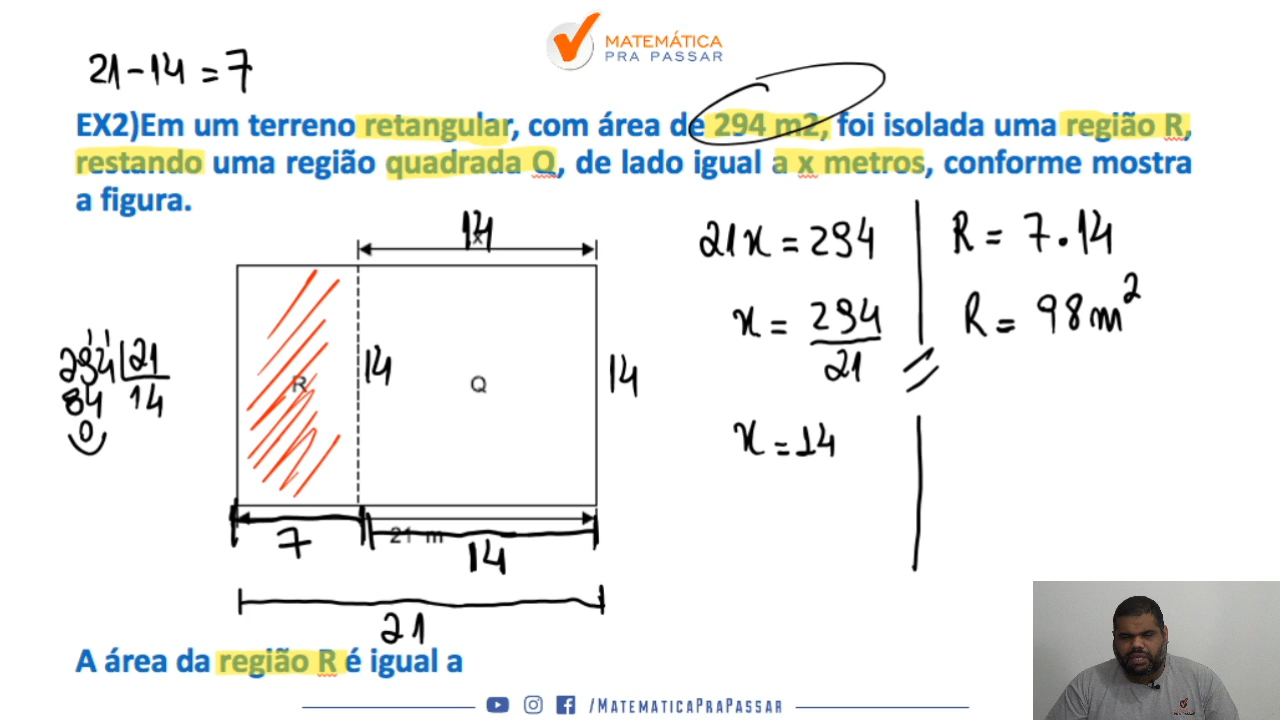 MATEMÁTICA
PRA PASSAR
21-14=7
EX2)Em um terreno retangular, com área de 294 m2, foi isolada uma região R,
restando uma região quadrada Q, de lado igual a x metros, conforme mostra
a figura.
14
21x=294
x=294/21
x=14
R=7.14
R=98m²
294 21
84 14
0
R
14
Q
14
7
21 m
14
21
A área da região R é igual a
/MATEMATICAPRAPASSAR